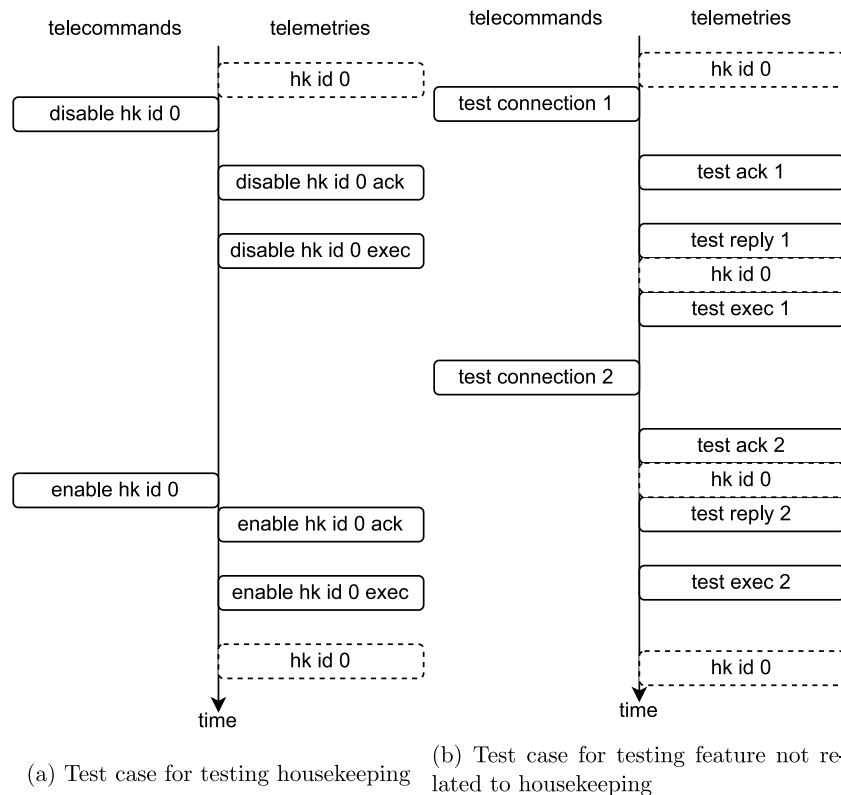 telecommands
telemetries
hk id 0
disable hk id 0
disable hk id 0 ack
disable hk id 0 exec
enable hk id 0
enable hk id 0 ack
enable hk id 0 exec
hk id 0
time
(a) Test case for testing housekeeping
telecommands
telemetries
hk id 0
test connection 1
test ack 1
test reply 1
hk id 0
test exec 1
test connection 2
test ack 2
hk id 0
test reply 2
test exec 2
hk id 0
time
(b) Test case for testing feature not re-
lated to housekeeping